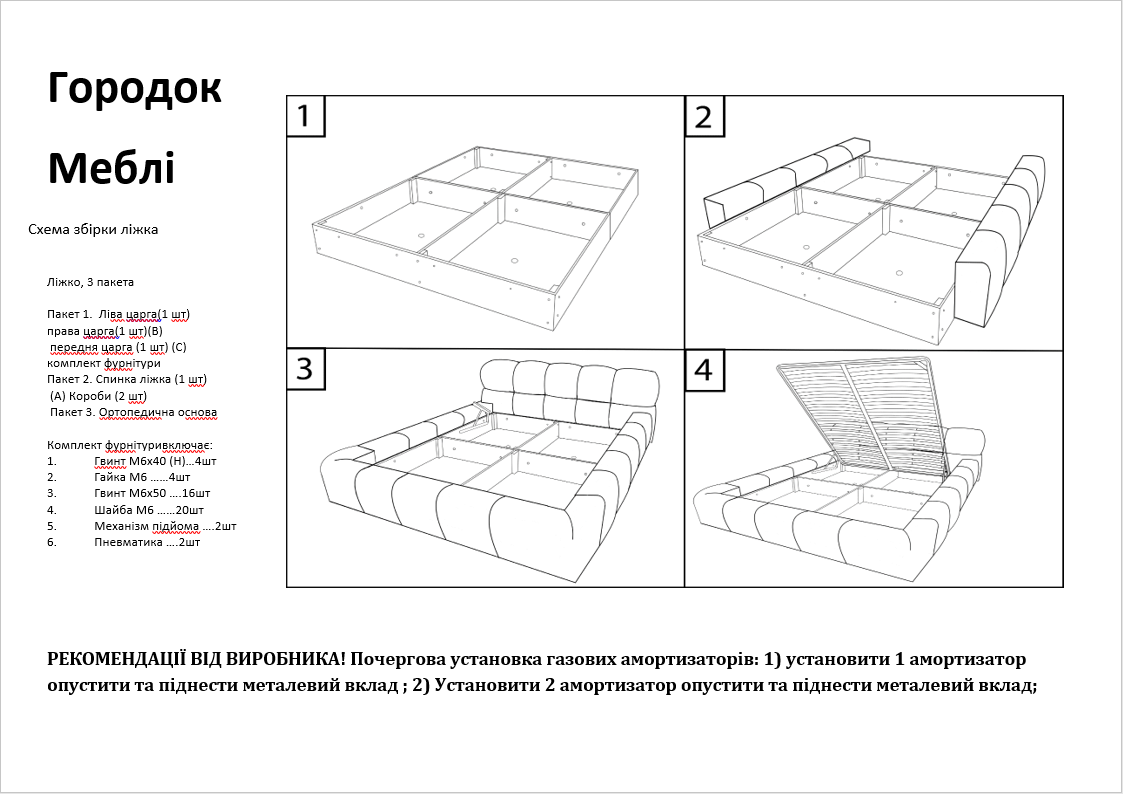 Городок
Меблі
Схема збірки ліжка
Ліжко, 3 пакета
Пакет 1. Ліва царга(1 шт)
права царга(1 шт)(В)
передня царга (1 шт) (С)
комплект фурнітури
Пакет 2. Спинка ліжка (1 шт)
(А) Короби (2 шт)
Пакет 3. Ортопедична основа
Комплект фурнітуривключає:
1. Гвинт М6х40 (Н)…4шт
2. Гайка М6 ……4шт
3. Гвинт М6х50 ….16шт
4. Шайба М6 ……20шт
5. Механізм підйома ….2шт
6. Пневматика ….2шт
1
2
3
4
РЕКОМЕНДАЦІЇ ВІД ВИРОБНИКА! Почергова установка газових амортизаторів: 1) установити 1 амортизатор
опустити та піднести металевий вклад ; 2) Установити 2 амортизатор опустити та піднести металевий вклад;